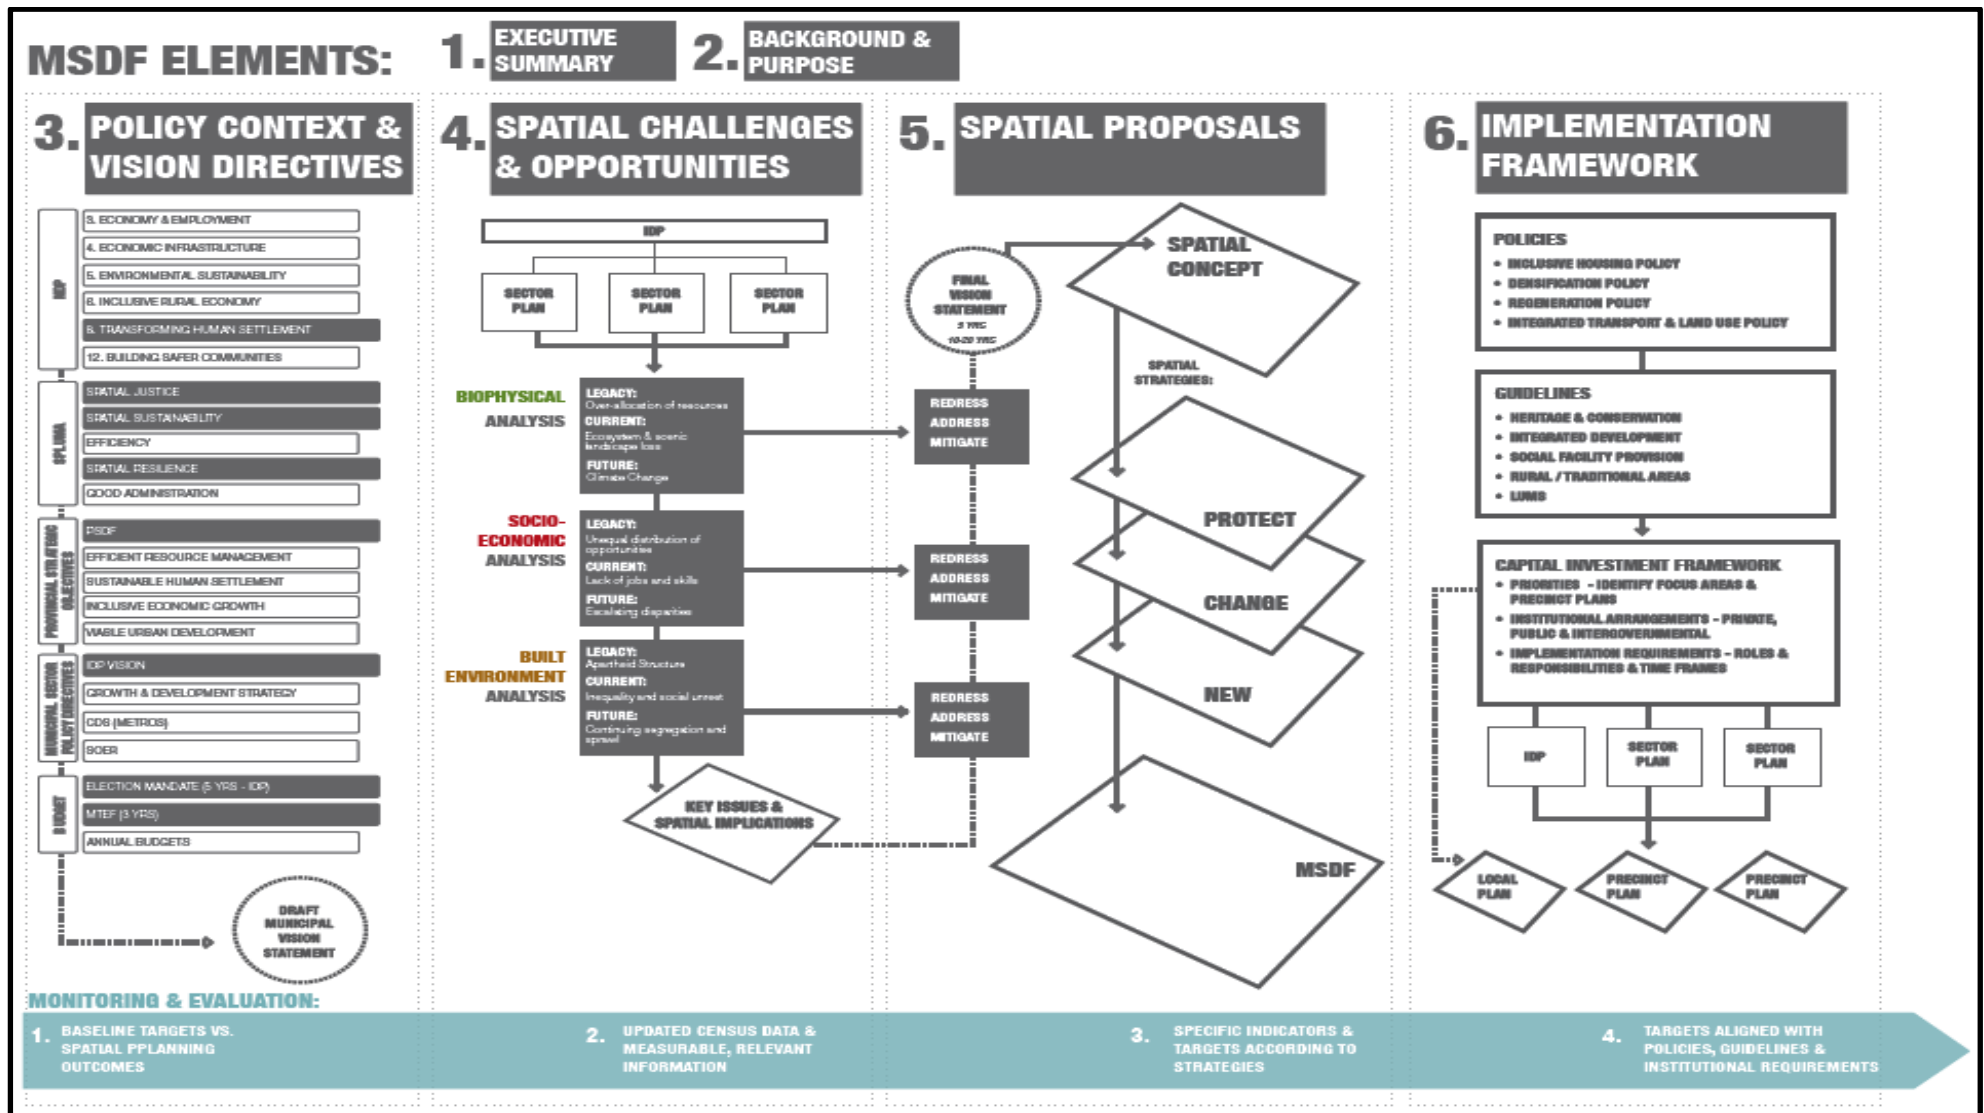 MSDF ELEMENTS:
1. EXECUTIVE
SUMMARY
2. BACKGROUND &
PURPOSE
3. POLICY CONTEXT &
VISION DIRECTIVES
NDP
3. ECONOMY & EMPLOYMENT
4. ECONOMIC INFRASTRUCTURE
5. ENVIRONMENTAL SUSTAINABILITY
6. INCLUSIVE RURAL ECONOMY
8. TRANSFORMING HUMAN SETTLEMENT
12. BUILDING SAFER COMMUNITIES
SPLUMA
SPATIAL JUSTICE
SPATIAL SUSTAINABILITY
EFFICIENCY
SPATIAL RESILIENCE
GOOD ADMINISTRATION
PROVINCIAL STRATEGIC
OBJECTIVES
PSDF
EFFICIENT RESOURCE MANAGEMENT
SUSTAINABLE HUMAN SETTLEMENT
INCLUSIVE ECONOMIC GROWTH
VIABLE URBAN DEVELOPMENT
MUNICIPAL SECTOR
POLICY DIRECTIVES
IDP VISION
GROWTH & DEVELOPMENT STRATEGY
CDS (METROS)
SOER
BUDGET
ELECTION MANDATE (5 YRS - IDP)
MTEF (3 YRS)
ANNUAL BUDGETS
DRAFT
MUNICIPAL
VISION
STATEMENT
4. SPATIAL CHALLENGES
& OPPORTUNITIES
IDP
SECTOR
PLAN
SECTOR
PLAN
SECTOR
PLAN
BIOPHYSICAL
ANALYSIS
LEGACY:
Over-allocation of resources
CURRENT:
Ecosystem & scenic
landscape loss
FUTURE:
Climate Change
SOCIO-
ECONOMIC
ANALYSIS
LEGACY:
Unequal distribution of
opportunities
CURRENT:
Lack of jobs and skills
FUTURE:
Escalating disparities
BUILT
ENVIRONMENT
ANALYSIS
LEGACY:
Apartheid Structure
CURRENT:
Inequality and social unrest
FUTURE:
Continuing segregation and
sprawl
KEY ISSUES &
SPATIAL IMPLICATIONS
5. SPATIAL PROPOSALS
FINAL
VISION
STATEMENT
5 YRS
10-20 YRS
REDRESS
ADDRESS
MITIGATE
REDRESS
ADDRESS
MITIGATE
REDRESS
ADDRESS
MITIGATE
SPATIAL
CONCEPT
SPATIAL
STRATEGIES:
PROTECT
CHANGE
NEW
MSDF
6. IMPLEMENTATION
FRAMEWORK
POLICIES
• INCLUSIVE HOUSING POLICY
• DENSIFICATION POLICY
• REGENERATION POLICY
• INTEGRATED TRANSPORT & LAND USE POLICY
GUIDELINES
• HERITAGE & CONSERVATION
• INTEGRATED DEVELOPMENT
• SOCIAL FACILITY PROVISION
• RURAL / TRADITIONAL AREAS
• LUMS
CAPITAL INVESTMENT FRAMEWORK
• PRIORITIES - IDENTIFY FOCUS AREAS &
PRECINCT PLANS
• INSTITUTIONAL ARRANGEMENTS - PRIVATE,
PUBLIC & INTERGOVERNMENTAL
• IMPLEMENTATION REQUIREMENTS - ROLES &
RESPONSIBILITIES & TIME FRAMES
IDP
SECTOR
PLAN
SECTOR
PLAN
LOCAL
PLAN
PRECINCT
PLAN
PRECINCT
PLAN
MONITORING & EVALUATION:
1. BASELINE TARGETS VS.
SPATIAL PPLANNING
OUTCOMES
2. UPDATED CENSUS DATA &
MEASURABLE, RELEVANT
INFORMATION
3. SPECIFIC INDICATORS &
TARGETS ACCORDING TO
STRATEGIES
4. TARGETS ALIGNED WITH
POLICIES, GUIDELINES &
INSTITUTIONAL REQUIREMENTS